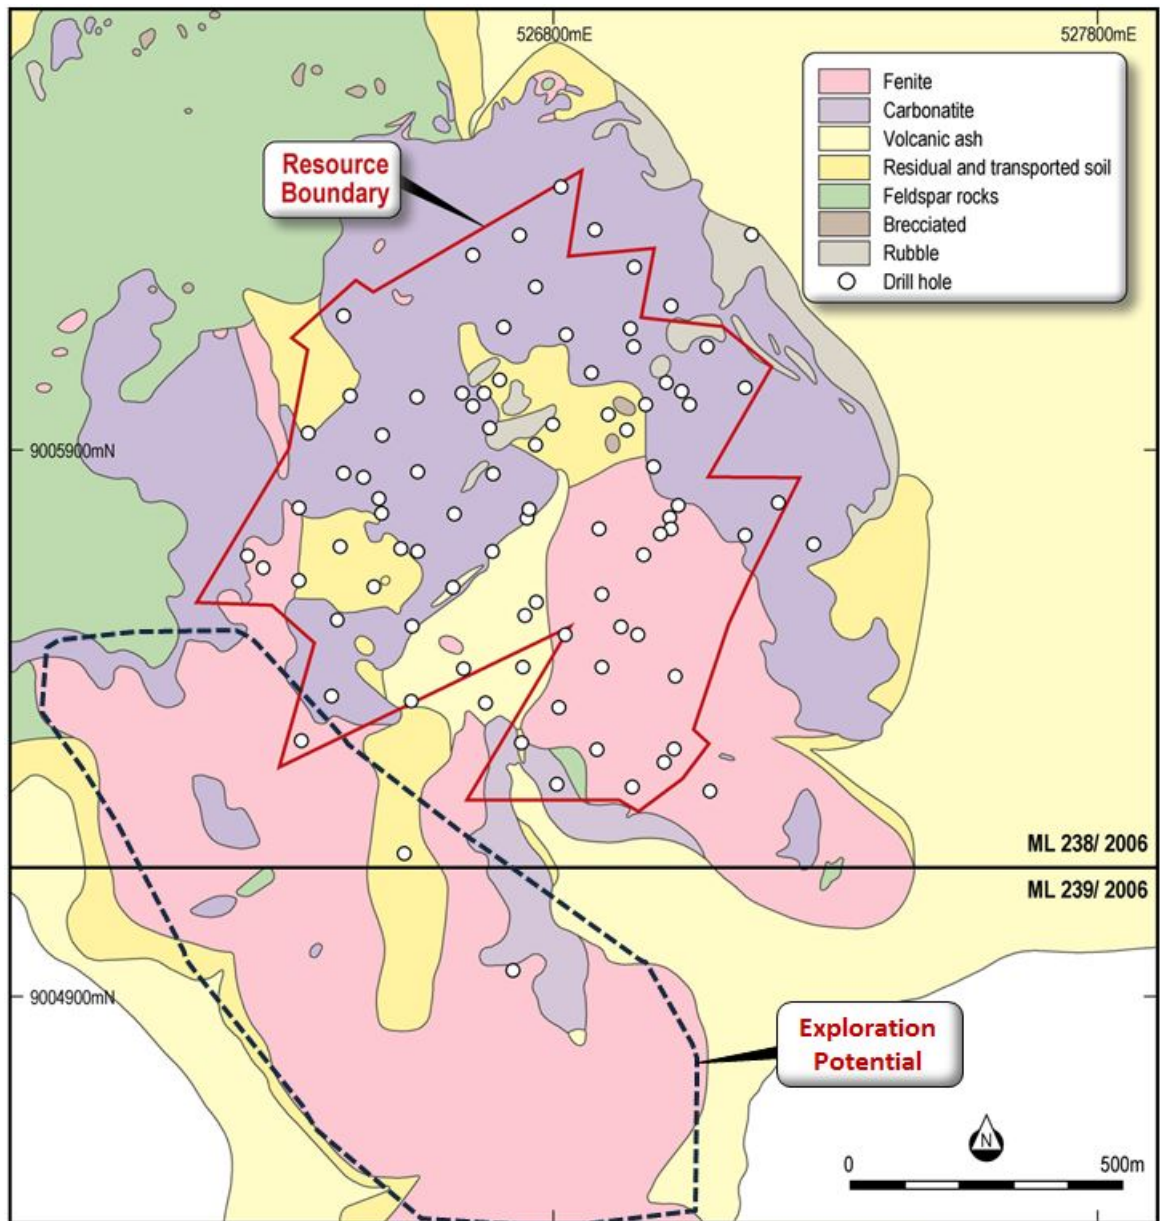 526800mE
527800mE
Fenite
Carbonatite
Volcanic ash
Residual and transported soil
Feldspar rocks
Brecciated
Rubble
Drill hole
Resource
Boundary
9005900mN
ML 238/ 2006
ML 239/ 2006
9004900mN
Exploration
Potential
N
0
500m